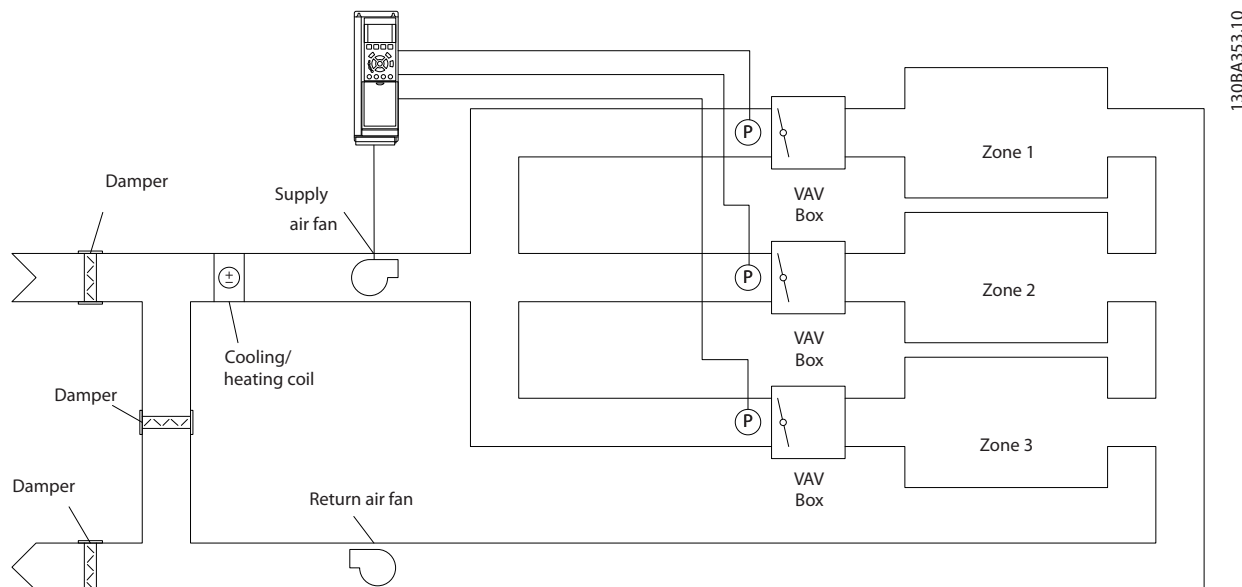 130BA353.10
Damper
Supply
air fan
P
VAV
Box
Zone 1
±
P
VAV
Box
Zone 2
Cooling/
heating coil
Damper
P
VAV
Box
Zone 3
Damper
Return air fan